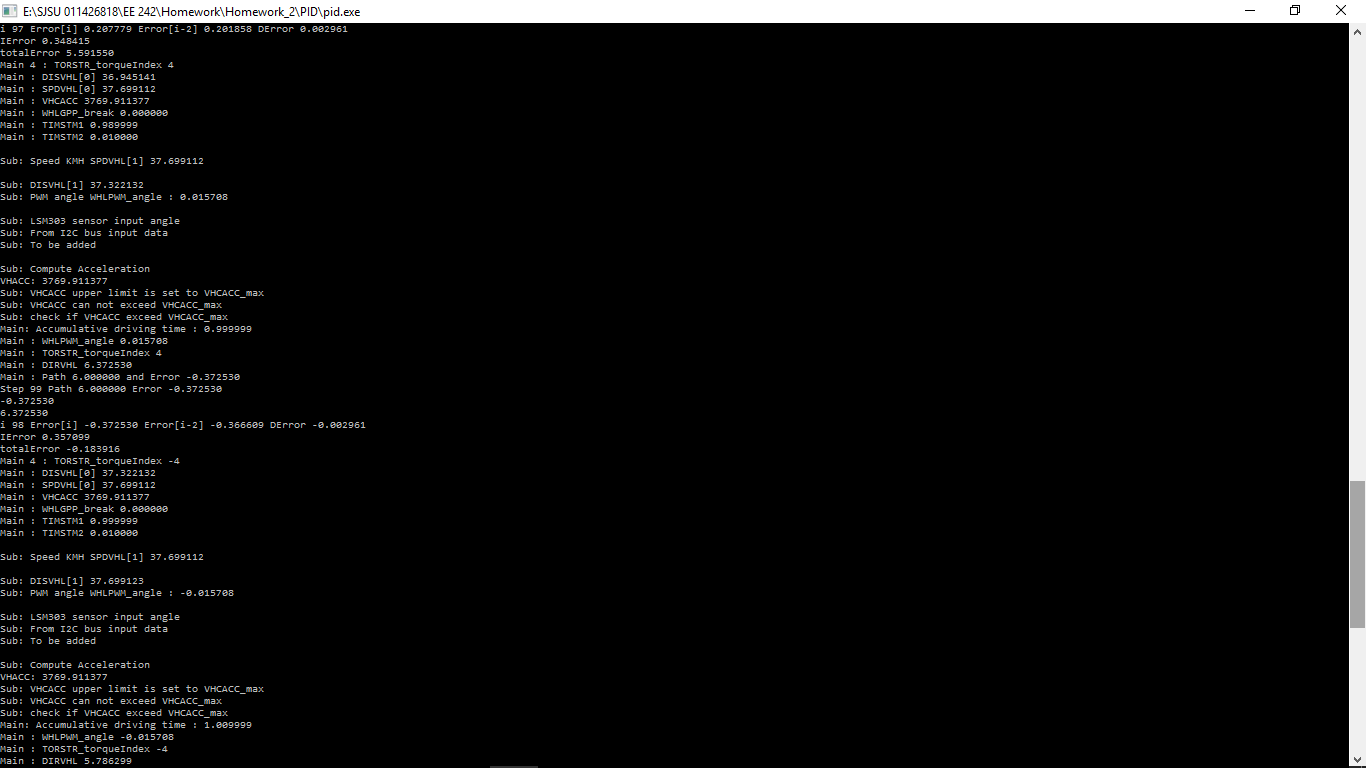 E:\SJSU 011426818\EE 242\Homework\Homework_2\PID\pid.exe
i 97 Error[i] 0.207779 Error[i-2] 0.201858 DError 0.002961
IError 0.348415
totalError 5.591550
Main 4 : TORSTR_torqueIndex 4
Main : DISVHL[0] 36.945141
Main : SPDVHL[0] 37.699112
Main : VHCACC 3769.911377
Main : WHLGPP_break 0.000000
Main : TIMSTM1 0.989999
Main : TIMSTM2 0.010000
Sub: Speed KMH SPDVHL[1] 37.699112
Sub: DISVHL[1] 37.322132
Sub: PWM angle WHLPWM_angle : 0.015708
Sub: LSM303 sensor input angle
Sub: From I2C bus input data
Sub: To be added
Sub: Compute Acceleration
VHACC: 3769.911377
Sub: VHCACC upper limit is set to VHCACC_max
Sub: VHCACC can not exceed VHCACC_max
Sub: check if VHCACC exceed VHCACC_max
Main: Accumulative driving time : 0.999999
Main : WHLPWM_angle 0.015708
Main : TORSTR_torqueIndex 4
Main : DIRVHL 6.372530
Main : Path 6.000000 and Error -0.372530
Step 99 Path 6.000000 Error -0.372530
-0.372530
6.372530
i 98 Error[i] -0.372530 Error[i-2] -0.366609 DError -0.002961
IError 0.357099
totalError -0.183916
Main 4 : TORSTR_torqueIndex -4
Main : DISVHL[0] 37.322132
Main : SPDVHL[0] 37.699112
Main : VHCACC 3769.911377
Main : WHLGPP_break 0.000000
Main : TIMSTM1 0.999999
Main : TIMSTM2 0.010000
Sub: Speed KMH SPDVHL[1] 37.699112
Sub: DISVHL[1] 37.699123
Sub: PWM angle WHLPWM_angle : -0.015708
Sub: LSM303 sensor input angle
Sub: From I2C bus input data
Sub: To be added
Sub: Compute Acceleration
VHACC: 3769.911377
Sub: VHCACC upper limit is set to VHCACC_max
Sub: VHCACC can not exceed VHCACC_max
Sub: check if VHCACC exceed VHCACC_max
Main: Accumulative driving time : 1.009999
Main : WHLPWM_angle -0.015708
Main : TORSTR_torqueIndex -4
Main : DIRVHL 5.786299